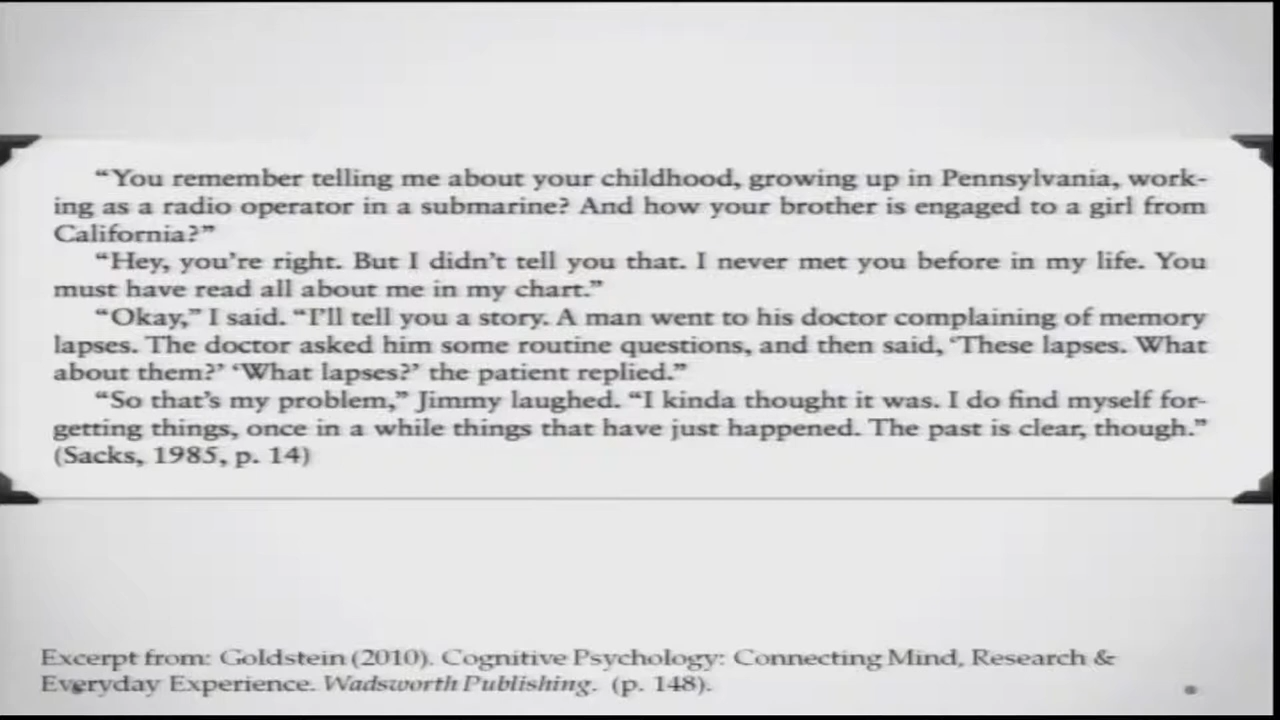 “You remember telling me about your childhood, growing up in Pennsylvania, work-
ing as a radio operator in a submarine? And how your brother is engaged to a girl from
California?”
“Hey, you’re right. But I didn’t tell you that. I never met you before in my life. You
must have read all about me in my chart.”
“Okay,” I said. “I’ll tell you a story. A man went to his doctor complaining of memory
lapses. The doctor asked him some routine questions, and then said, ‘These lapses. What
about them?’ ‘What lapses?’ the patient replied.”
“So that’s my problem,” Jimmy laughed. “I kinda thought it was. I do find myself for-
getting things, once in a while things that have just happened. The past is clear, though.”
(Sacks, 1985, p. 14)
Excerpt from: Goldstein (2010). Cognitive Psychology: Connecting Mind, Research &
Everyday Experience. Wadsworth Publishing. (p. 148).